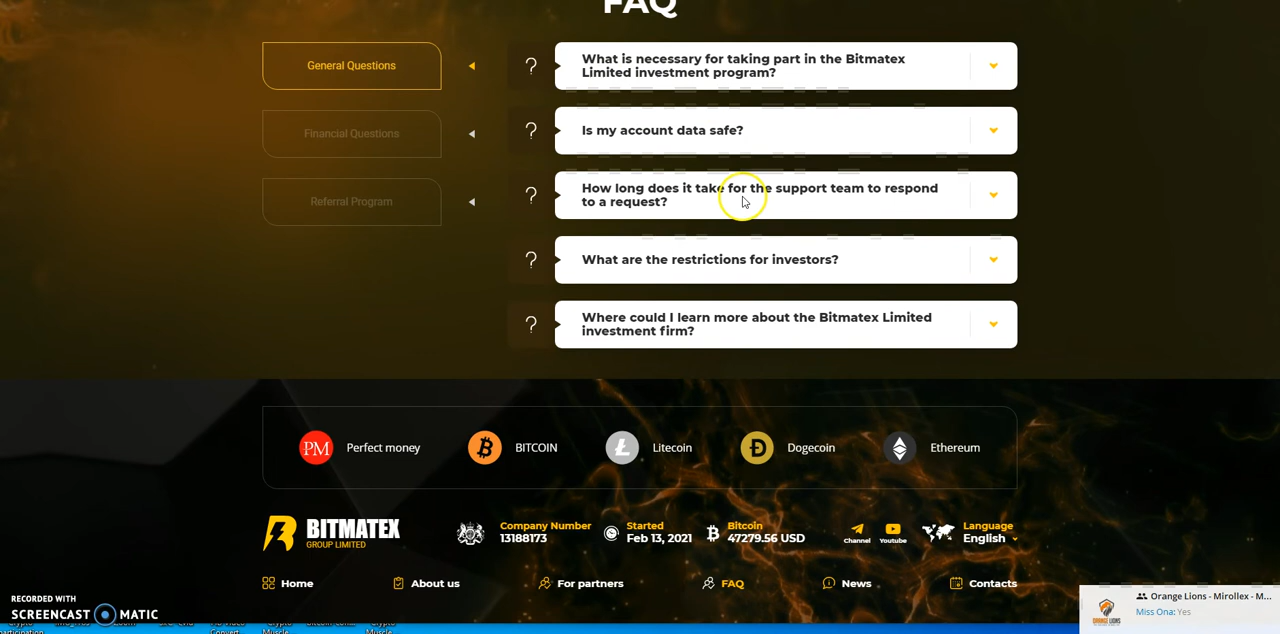 FAQ
General Questions
Financial Questions
Referral Program
?
What is necessary for taking part in the Bitmatex
Limited investment program?
?
Is my account data safe?
?
How long does it take for the support team to respond
to a request?
?
What are the restrictions for investors?
?
Where could I learn more about the Bitmatex Limited
investment firm?
PM Perfect money
BITCOIN
Litecoin
Dogecoin
Ethereum
BITMATEX
GROUP LIMITED
Company Number
13188173
Started
Feb 13, 2021
Bitcoin
47279.56 USD
Channel
Youtube
Language
English
Home
About us
For partners
FAQ
News
Contacts
RECORDED WITH
SCREENCAST MATIC
Orange Lions - Mirollex - M...
Miss Ona: Yes